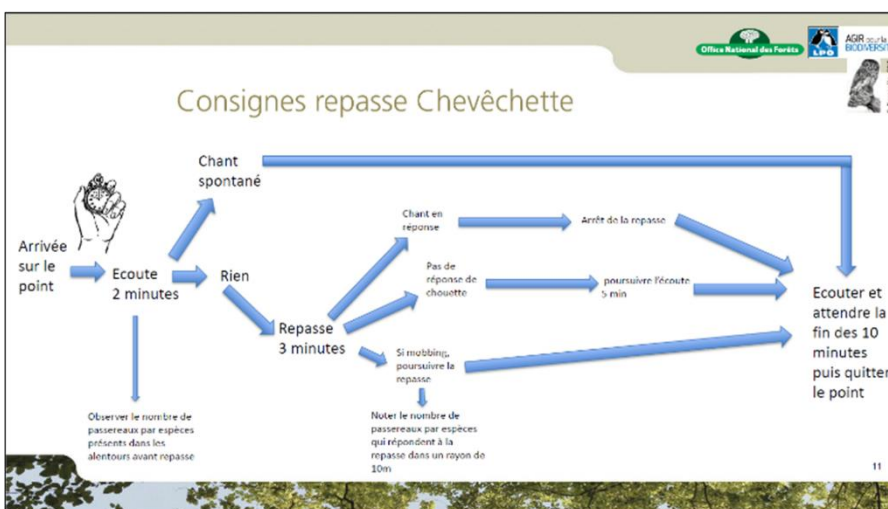 Office National des Forêts
LPO
AGIR pour la
BIODIVERSITÉ
Consignes repasse Chevêchette
Chant
spontané
Arrivée
sur le
point
Ecoute
2 minutes
Rien
Repasse
3 minutes
Chant en
réponse
Arrêt de la repasse
Pas de
réponse de
chouette
poursuivre l'écoute
5 min
Si mobbing,
poursuivre la
repasse
Ecouter et
attendre la
fin des 10
minutes
puis quitter
le point
Observer le nombre de
passereaux par espèces
présents dans les
alentours avant repasse
Noter le nombre de
passereaux par espèces
qui répondent à la
repasse dans un rayon de
10m
11